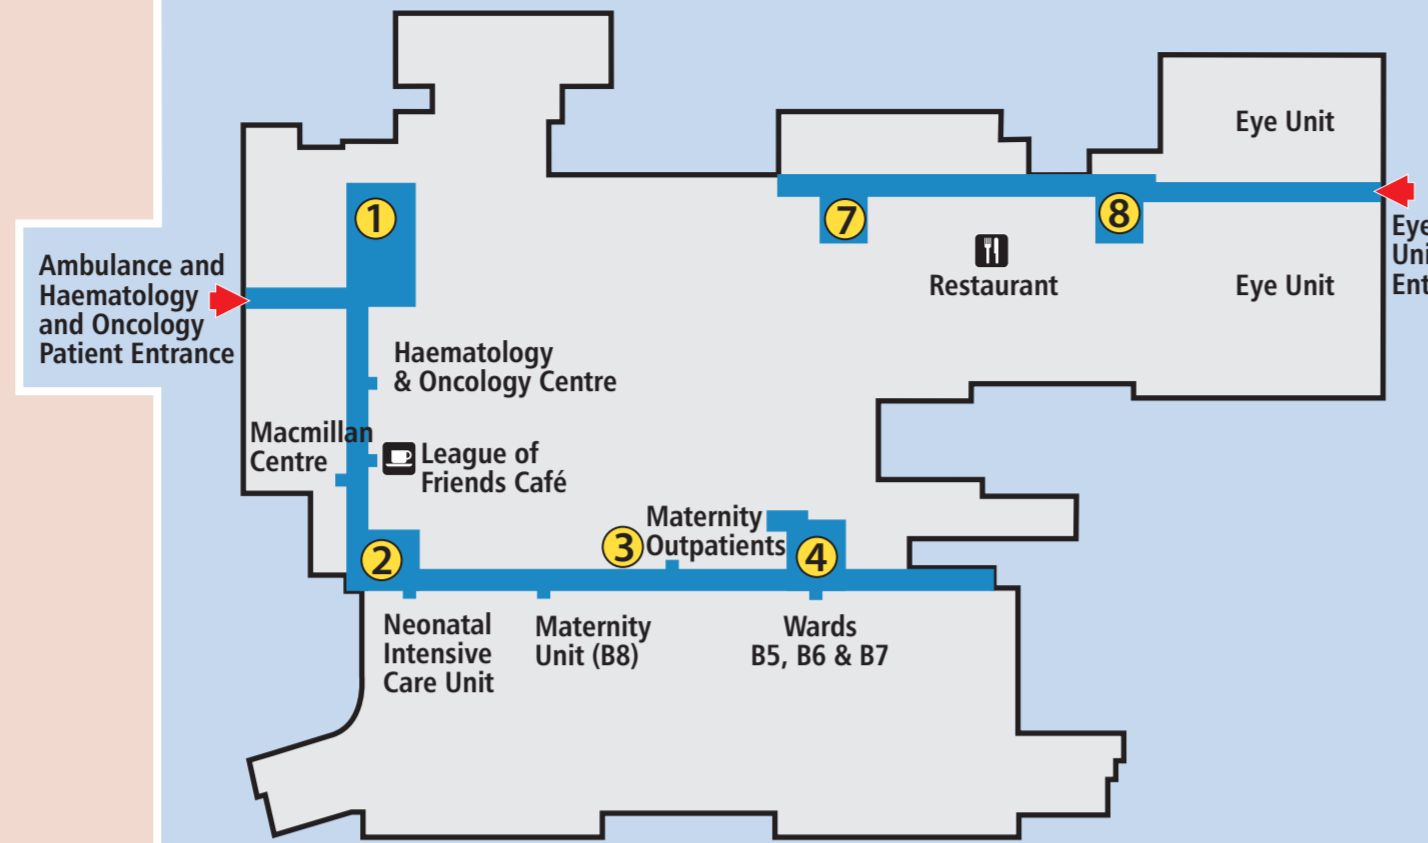 Eye Unit
1
7
8
Ambulance and
Haematology
and Oncology
Patient Entrance
Restaurant
Eye Unit
Haematology
& Oncology Centre
Macmillan
Centre
League of
Friends Café
2
3
Maternity
Outpatients
4
Neonatal
Intensive
Care Unit
Maternity
Unit (B8)
Wards
B5, B6 & B7
Eye